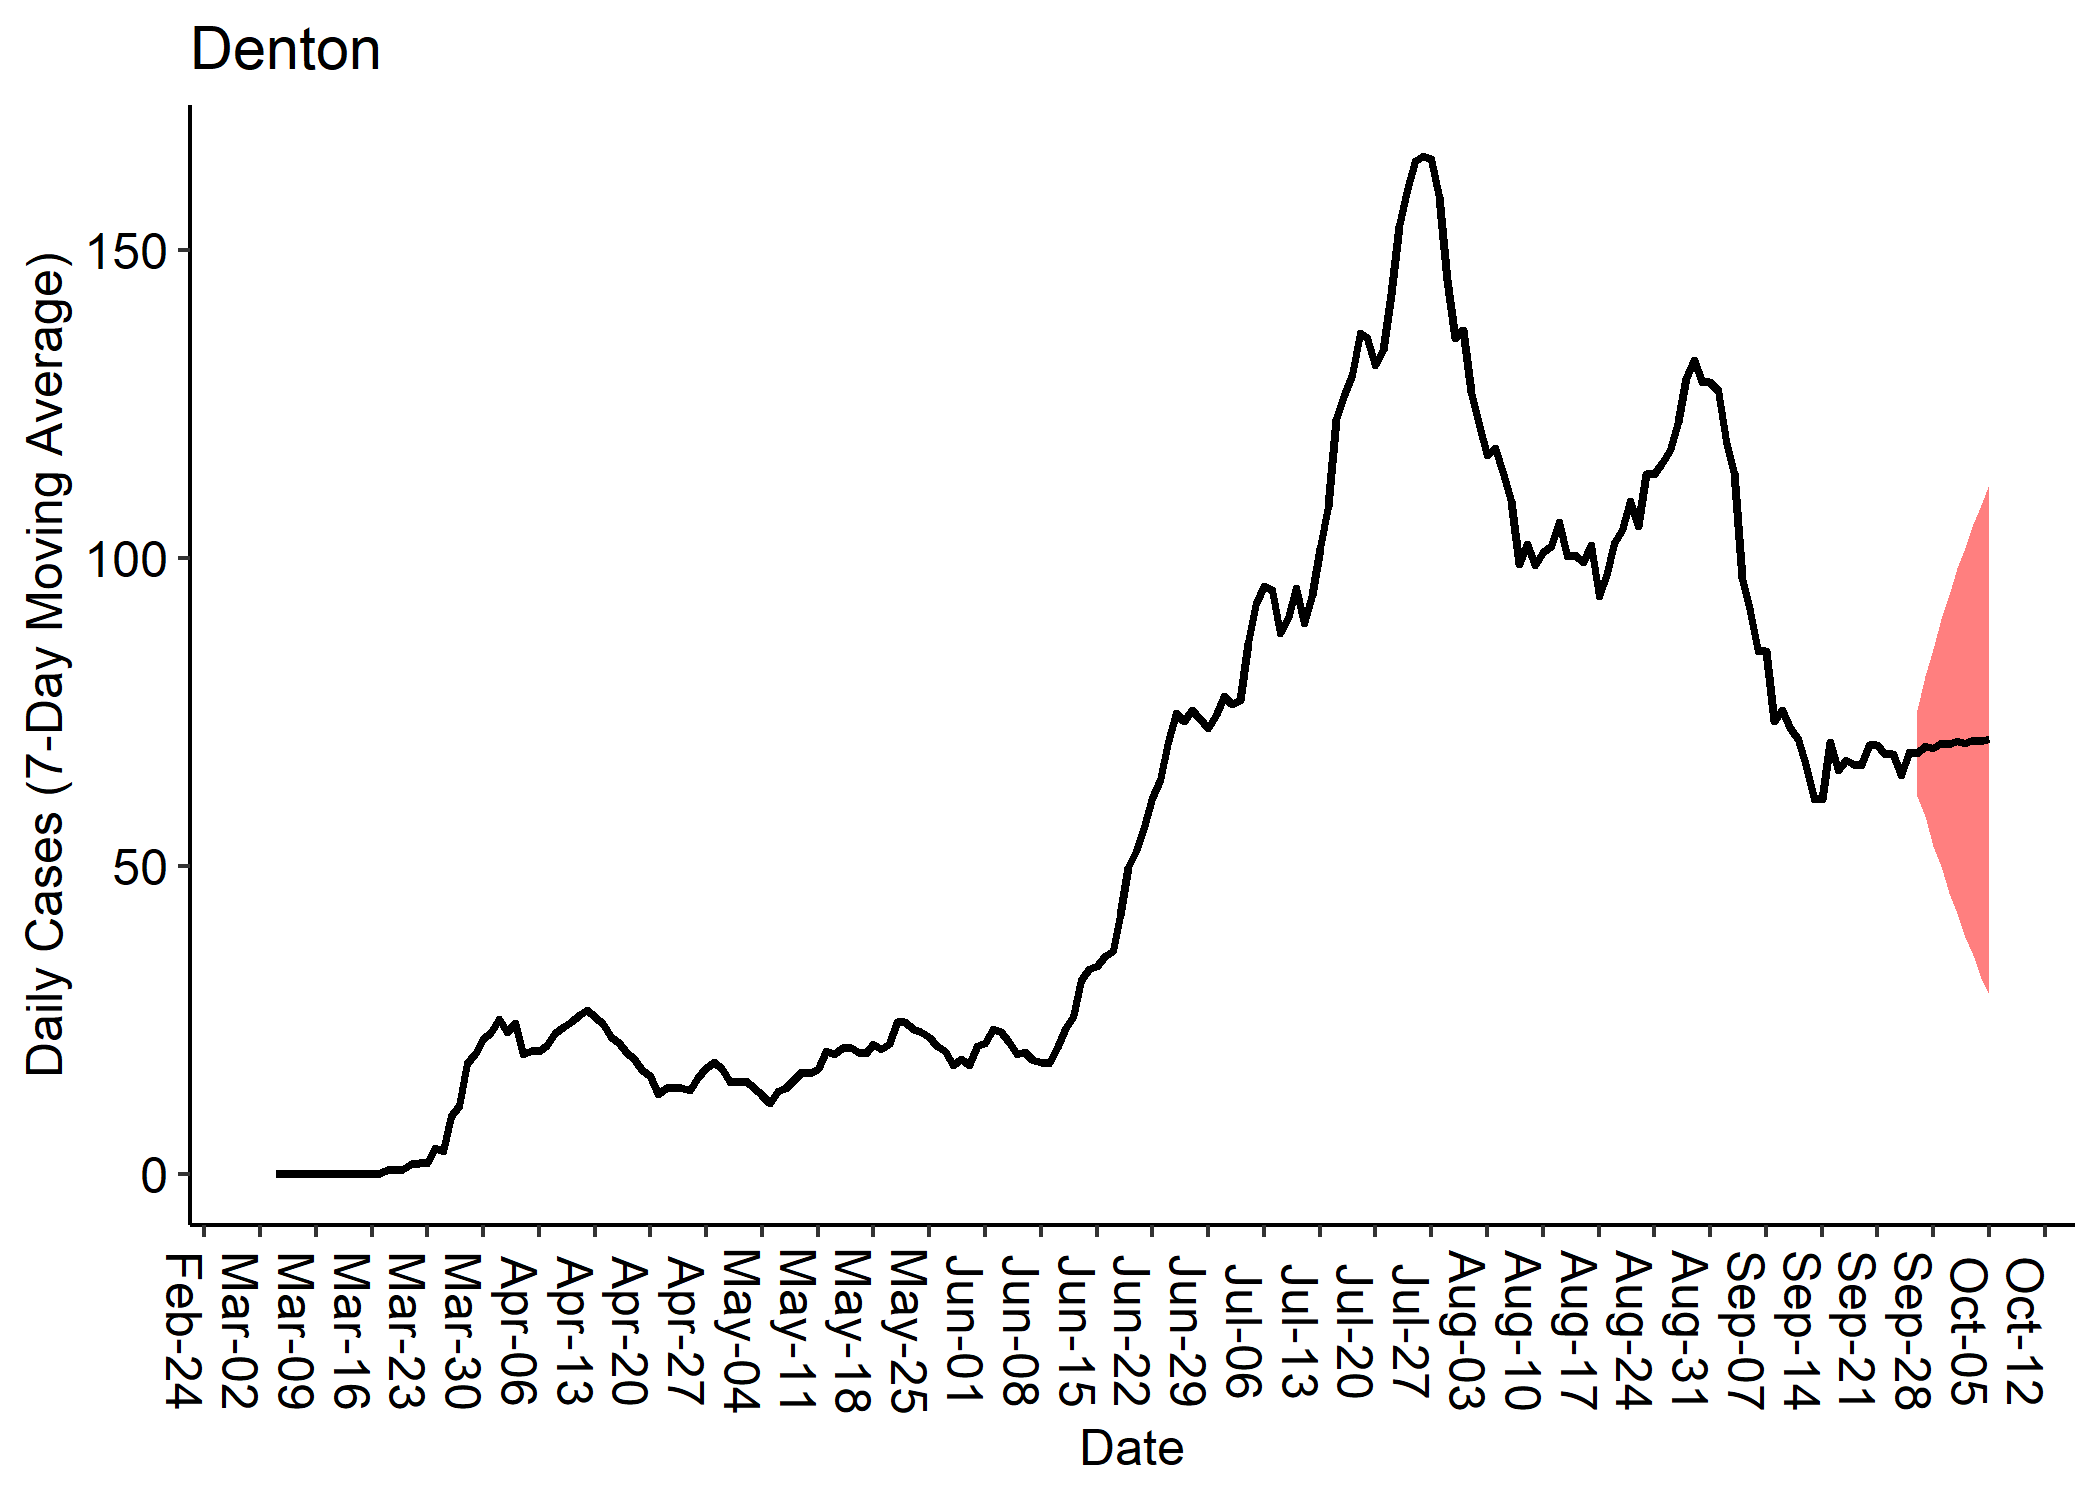 Denton
Daily Cases (7-Day Moving Average)
150
100
50
0
Feb-24
Mar-02
Mar-09
Mar-16
Mar-23
Mar-30
Apr-06
Apr-13
Apr-20
Apr-27
May-04
May-11
May-18
May-25
Jun-01
Jun-08
Jun-15
Jun-22
Jun-29
Jul-06
Jul-13
Jul-20
Jul-27
Aug-03
Aug-10
Aug-17
Aug-24
Aug-31
Sep-07
Sep-14
Sep-21
Sep-28
Oct-05
Oct-12
Date